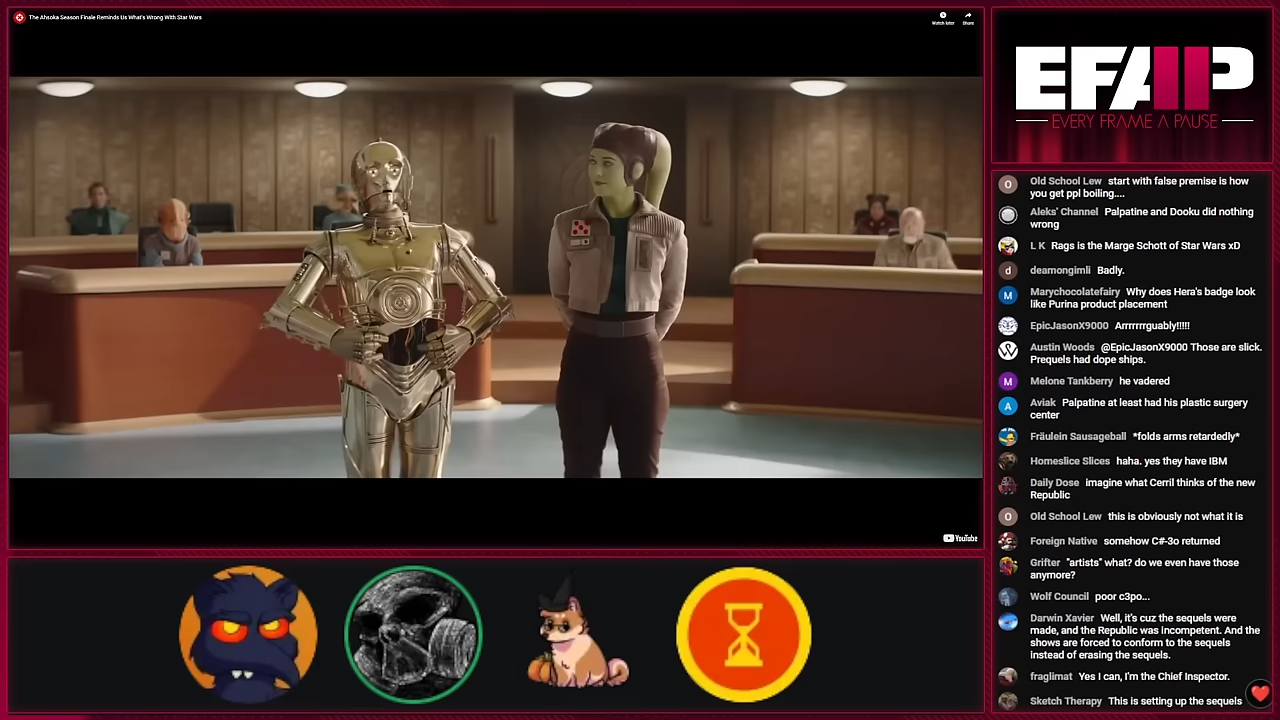 The Ahsoka Season Finale Reminds Us What's Wrong With Star Wars
Watch later
Share
YouTube
EFAP
EVERY FRAME A PAUSE
Old School Lew start with false premise is how
you get ppl boiling....
Aleks' Channel Palpatine and Dooku did nothing
wrong
L K Rags is the Marge Schott of Star Wars xD
deamongimli Badly.
Marychocolatefairy Why does Hera's badge look
like Purina product placement
EpicJasonX9000 Arrrrrrguably!!!!!
Austin Woods @EpicJasonX9000 Those are slick.
Prequels had dope ships.
Melone Tankberry he vadered
Aviak Palpatine at least had his plastic surgery
center
Fräulein Sausageball *folds arms retardedly*
Homeslice Slices haha. yes they have IBM
Daily Dose imagine what Cerril thinks of the new
Republic
Old School Lew this is obviously not what it is
Foreign Native somehow C#-3o returned
Grifter "artists" what? do we even have those
anymore?
Wolf Council poor c3po...
Darwin Xavier Well, it's cuz the sequels were
made, and the Republic was incompetent. And the
shows are forced to conform to the sequels
instead of erasing the sequels.
fraglimat Yes I can, I'm the Chief Inspector.
Sketch Therapy This is setting up the sequels